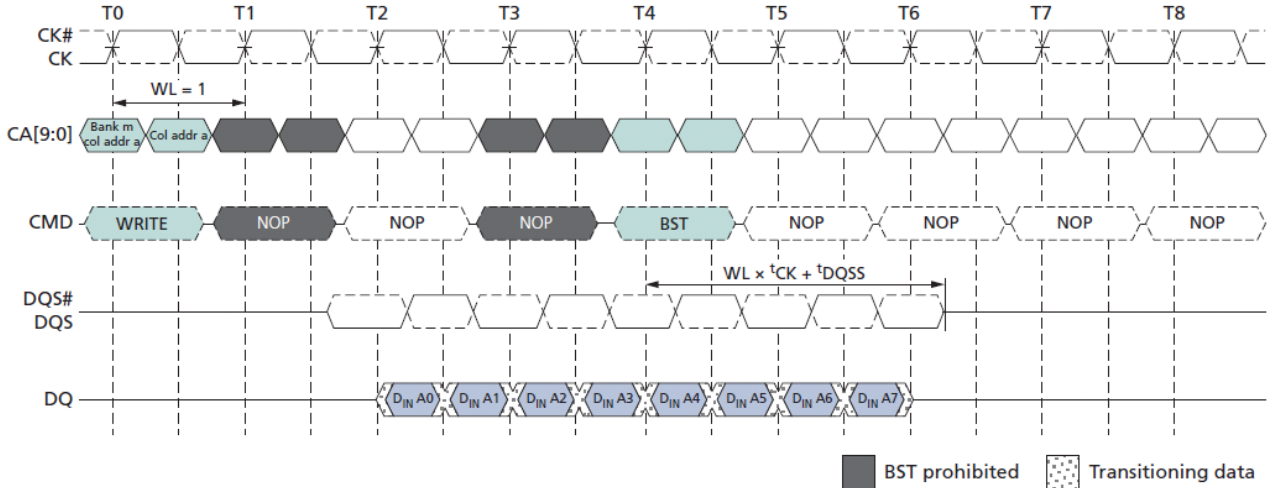 T0 T1 T2 T3 T4 T5 T6 T7 T8
CK#
CK
WL = 1
CA[9:0] Bank m col addr a Col addr a
CMD WRITE NOP NOP NOP BST NOP NOP NOP NOP
WL × tCK + tDQSS
DQS#
DQS
DQ DIN A0 DIN A1 DIN A2 DIN A3 DIN A4 DIN A5 DIN A6 DIN A7
BST prohibited Transitioning data